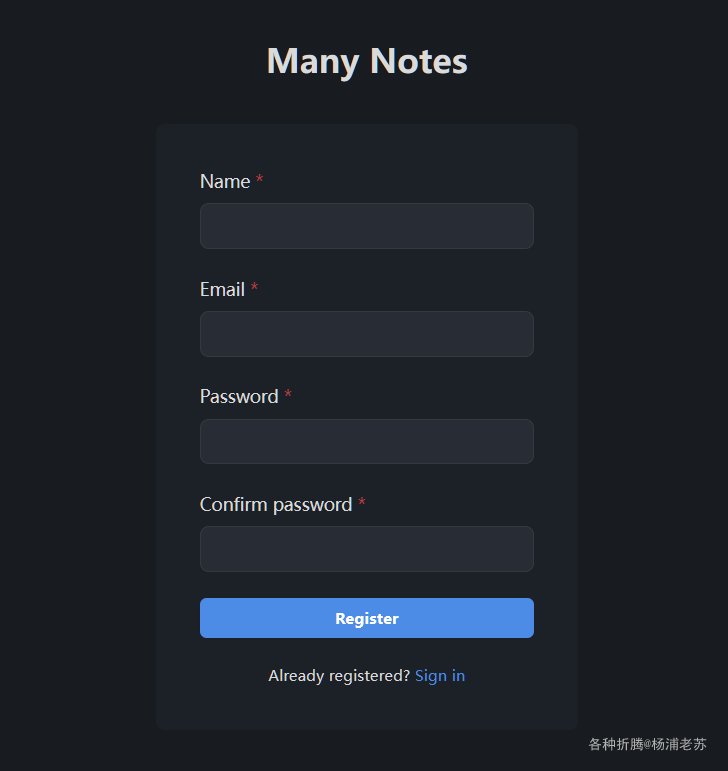 Many Notes
Name *
Email *
Password *
Confirm password *
Register
Already registered? Sign in
各种折腾@杨浦老苏